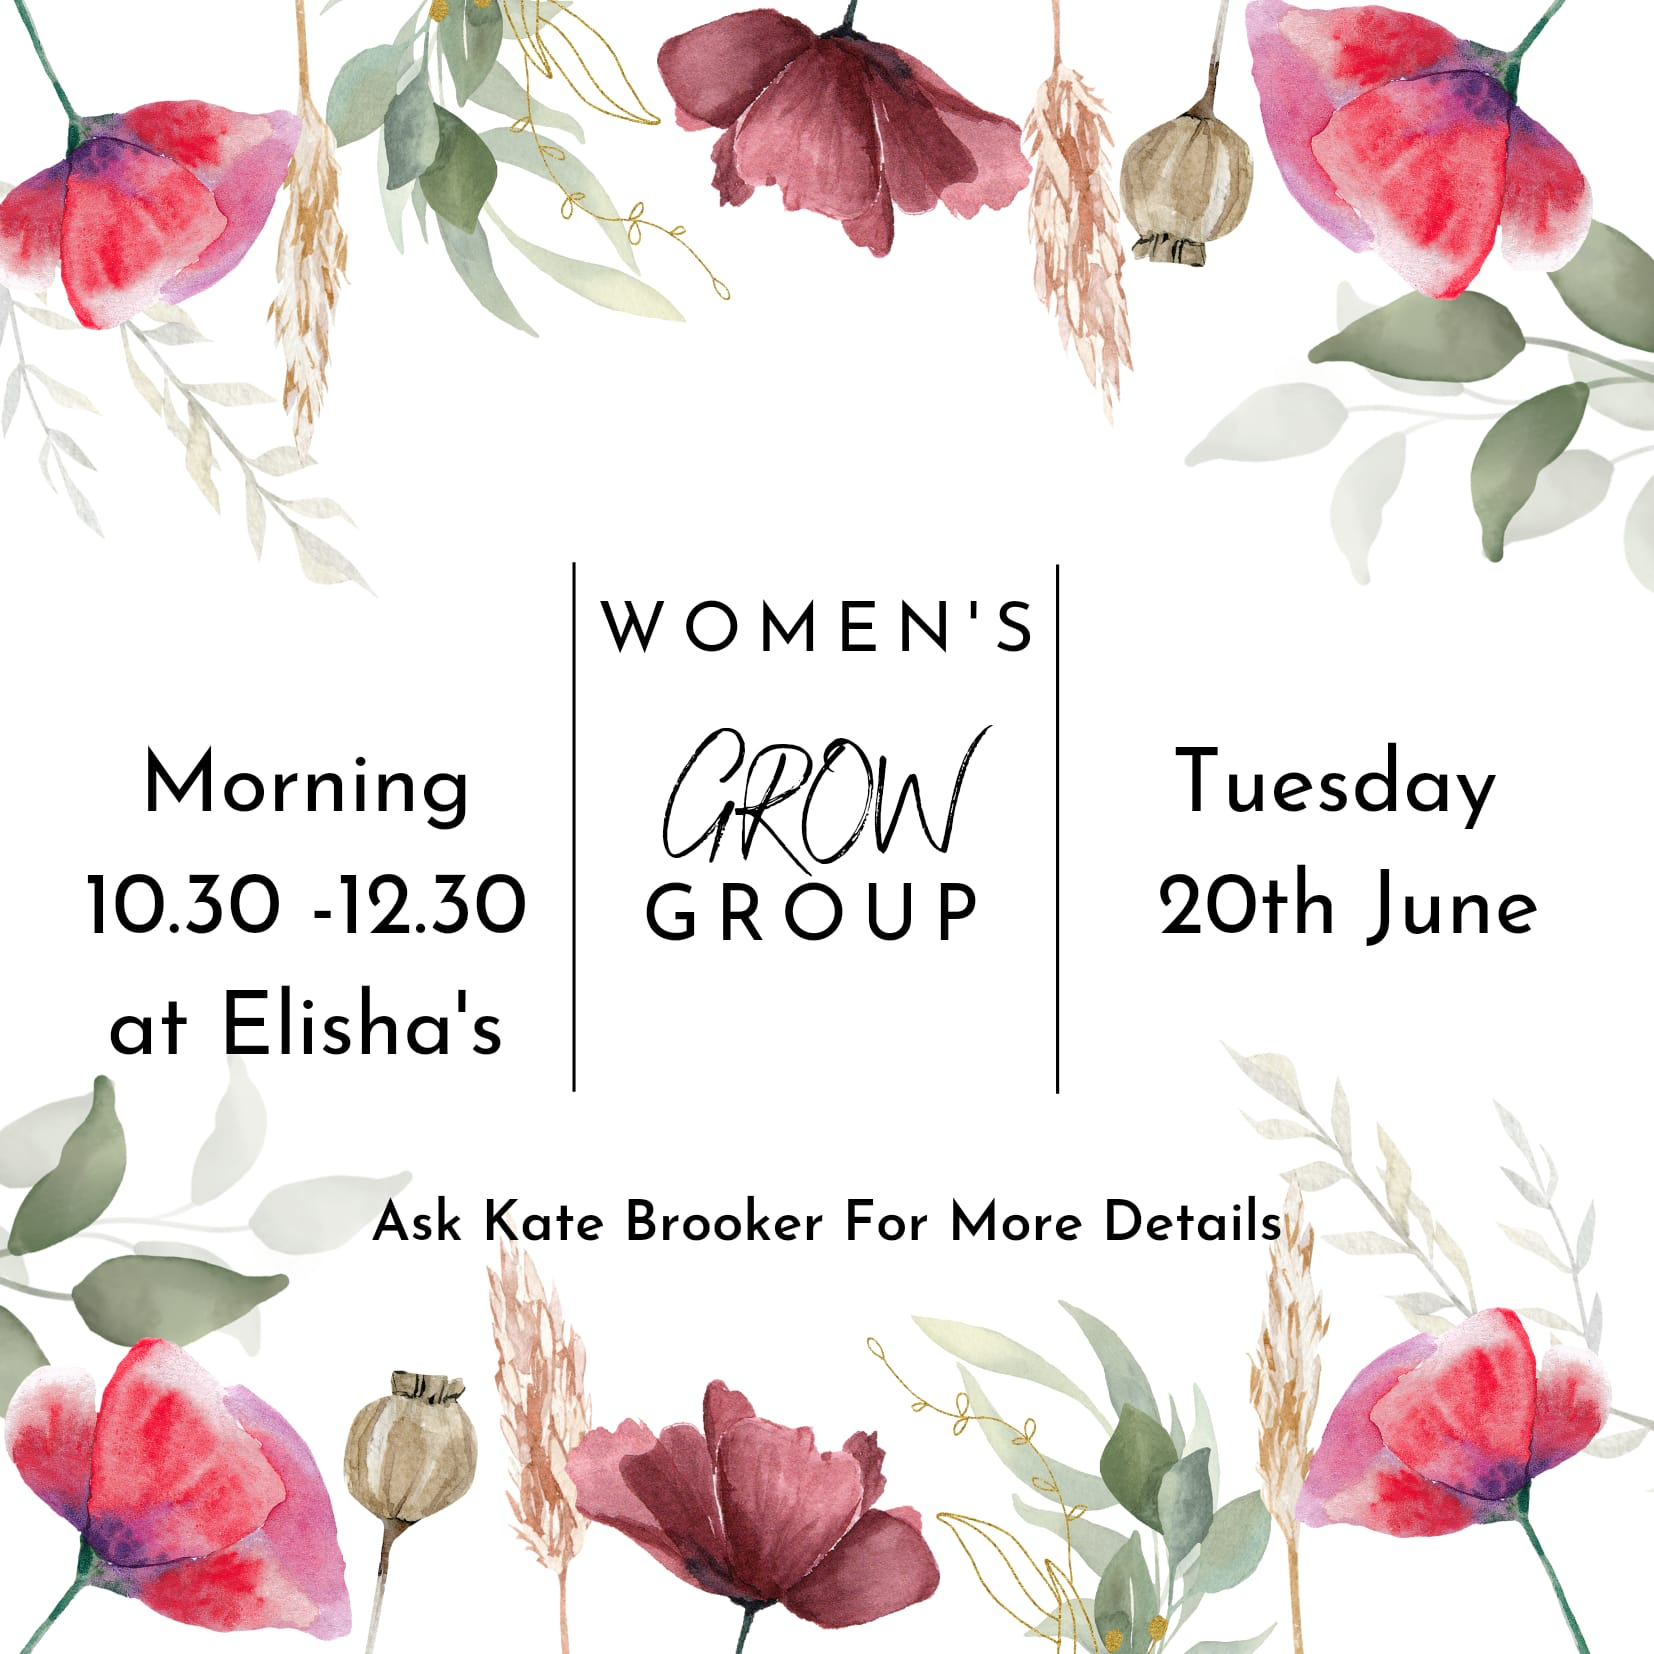 WOMEN'S
GROW
GROUP
Morning
10.30 -12.30
at Elisha's
Tuesday
20th June
Ask Kate Brooker For More Details